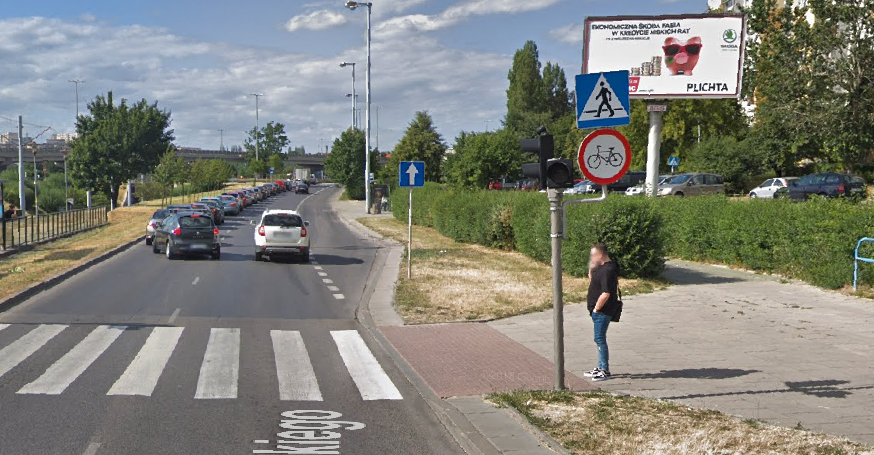 EKONOMICZNA ŠKODA FABIA
W KREDYCIE NISKICH RAT
ŠKODA
PLICHTA
kiego